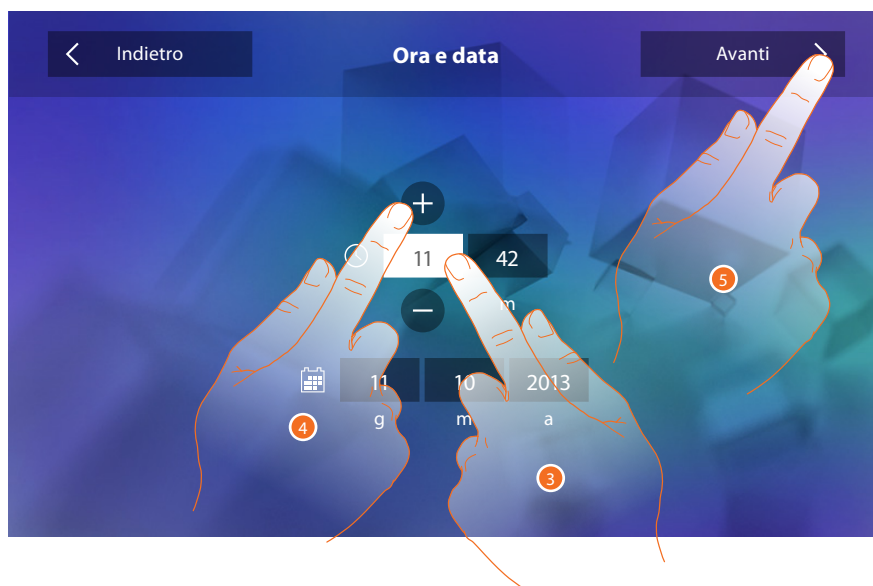 Indietro
Ora e data
Avanti
+
11 42
−
m
11 10 2013
g m a
5
4
3